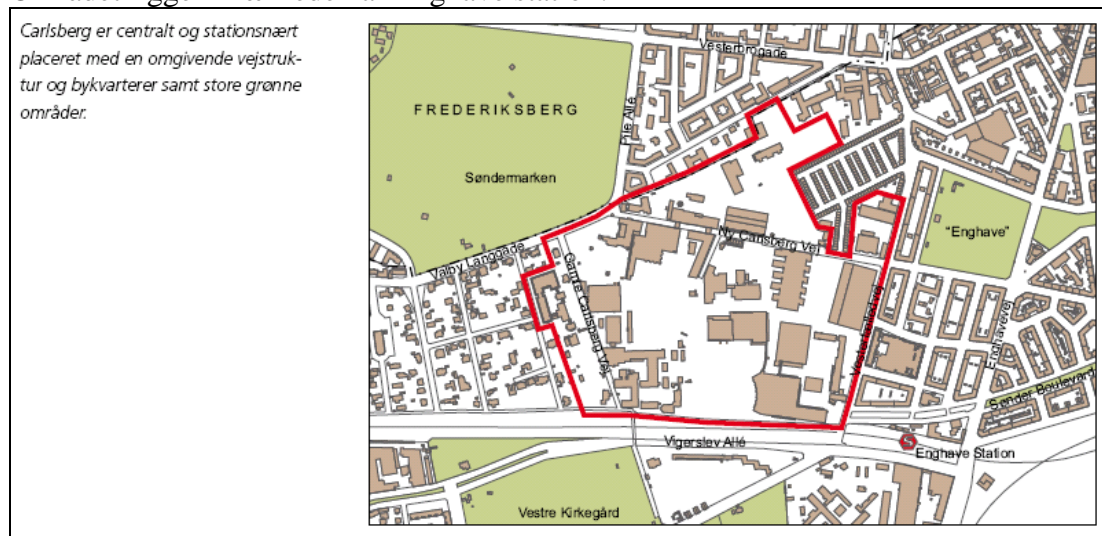 Carlsberg er centralt og stationsnært
placeret med en omgivende vejstruk-
tur og bykvarterer samt store grønne
områder.
Vesterbrogade
FREDERIKSBERG
Pile Allé
Søndermarken
"Enghave"
Ny Carlsberg Vej
Valby Langgade
Gamle Carlsberg Vej
Vesterfælledvej
Enghavevej
Sønder Boulevard
Vigerslev Allé
S
Enghave Station
Vestre Kirkegård